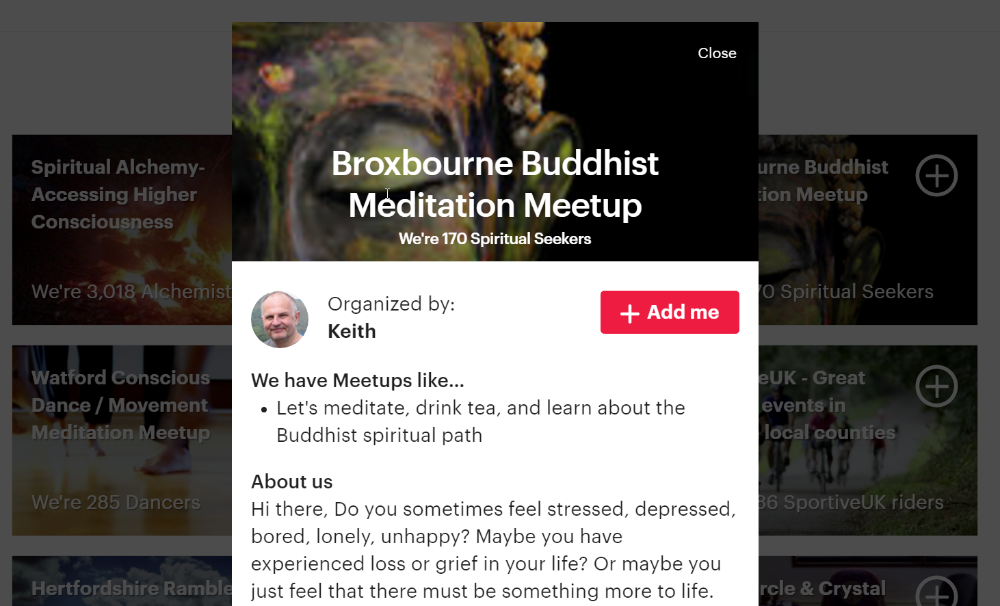 Close
Broxbourne Buddhist
Meditation Meetup
We're 170 Spiritual Seekers
Organized by:
Keith
Add me
We have Meetups like...
• Let's meditate, drink tea, and learn about the
Buddhist spiritual path
About us
Hi there, Do you sometimes feel stressed, depressed,
bored, lonely, unhappy? Maybe you have
experienced loss or grief in your life? Or maybe you
just feel that there must be something more to life.
Spiritual Alchemy-
Accessing Higher
Consciousness
We're 3,018 Alchemist
urne Buddhist
tion Meetup
70 Spiritual Seekers
Watford Conscious
Dance / Movement
Meditation Meetup
We're 285 Dancers
eUK - Great
events in
local counties
86 SportiveUK riders
Hertfordshire Ramble
rcle & Crystal